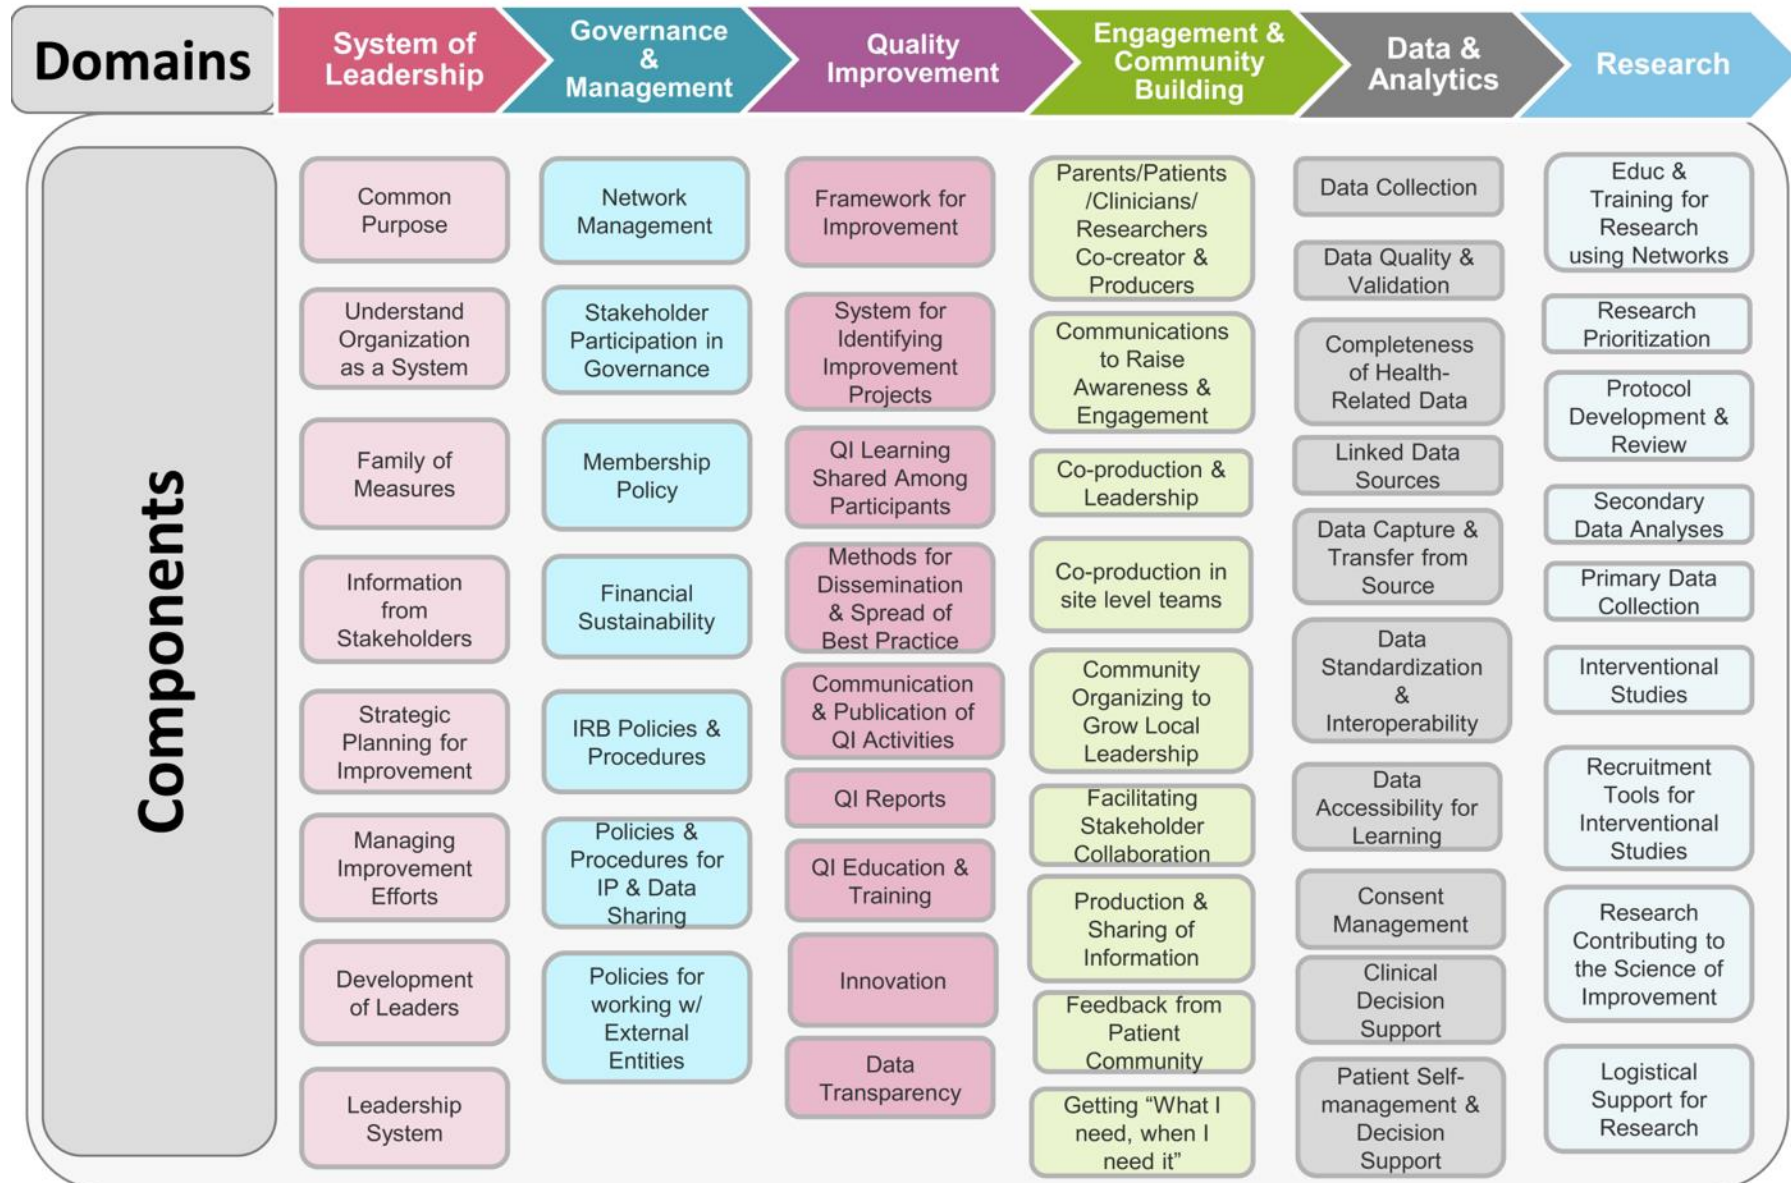 Domains
System of
Leadership
Governance
&
Management
Quality
Improvement
Engagement &
Community
Building
Data &
Analytics
Research
Components
Common
Purpose
Understand
Organization
as a System
Family of
Measures
Information
from
Stakeholders
Strategic
Planning for
Improvement
Managing
Improvement
Efforts
Development
of Leaders
Leadership
System
Network
Management
Stakeholder
Participation in
Governance
Membership
Policy
Financial
Sustainability
IRB Policies &
Procedures
Policies &
Procedures for
IP & Data
Sharing
Policies for
working w/
External
Entities
Framework for
Improvement
System for
Identifying
Improvement
Projects
QI Learning
Shared Among
Participants
Methods for
Dissemination
& Spread of
Best Practice
Communication
& Publication of
QI Activities
QI Reports
QI Education &
Training
Innovation
Data
Transparency
Parents/Patients
/Clinicians/
Researchers
Co-creator &
Producers
Communications
to Raise
Awareness &
Engagement
Co-production &
Leadership
Co-production in
site level teams
Community
Organizing to
Grow Local
Leadership
Facilitating
Stakeholder
Collaboration
Production &
Sharing of
Information
Feedback from
Patient
Community
Getting “What I
need, when I
need it”
Data Collection
Data Quality &
Validation
Completeness
of Health-
Related Data
Linked Data
Sources
Data Capture &
Transfer from
Source
Data
Standardization
&
Interoperability
Data
Accessibility for
Learning
Consent
Management
Clinical
Decision
Support
Patient Self-
management &
Decision
Support
Educ &
Training for
Research
using Networks
Research
Prioritization
Protocol
Development &
Review
Secondary
Data Analyses
Primary Data
Collection
Interventional
Studies
Recruitment
Tools for
Interventional
Studies
Research
Contributing to
the Science of
Improvement
Logistical
Support for
Research